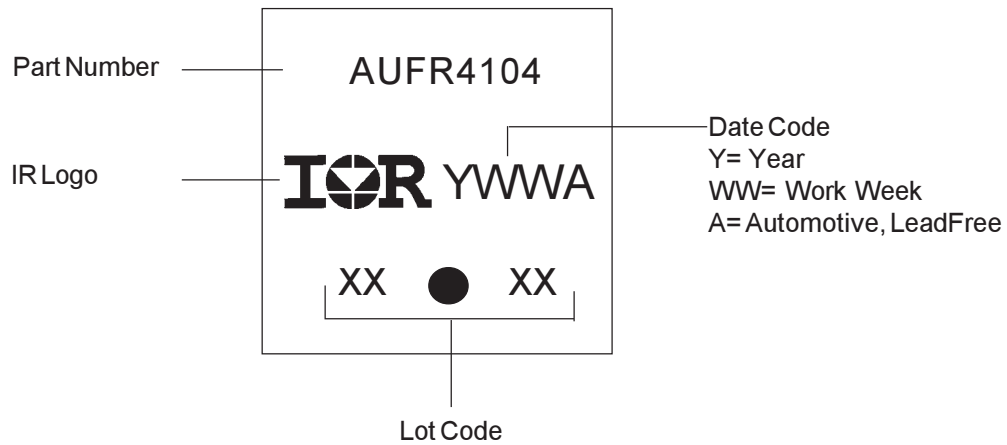 Part Number
AUFR4104
IR Logo
IOR YWWA
Date Code
Y= Year
WW= Work Week
A= Automotive, LeadFree
XX XX
Lot Code